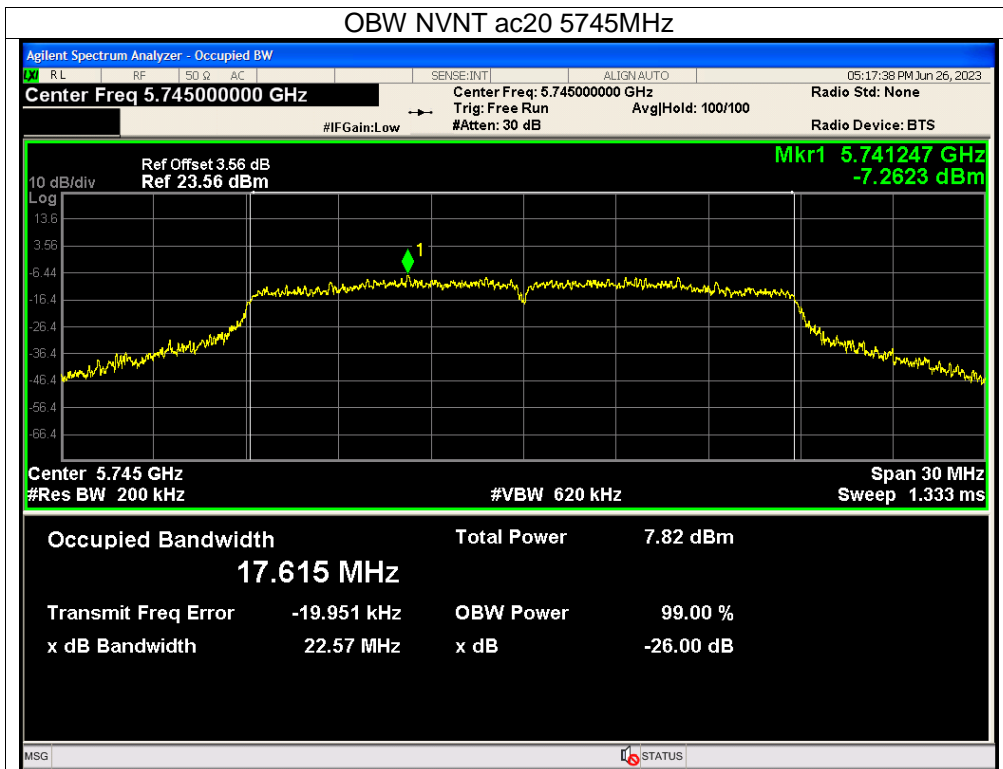 OBW NVNT ac20 5745MHz
Agilent Spectrum Analyzer - Occupied BW
LXI RL RF 50 Ω AC SENSE:INT ALIGN AUTO 05:17:38 PM Jun 26, 2023
Center Freq 5.745000000 GHz Center Freq: 5.745000000 GHz Radio Std: None
Trig: Free Run Avg|Hold: 100/100
#IFGain:Low #Atten: 30 dB Radio Device: BTS
Ref Offset 3.56 dB Mkr1 5.741247 GHz
10 dB/div Ref 23.56 dBm -7.2623 dBm
Log
13.6
3.56
1
-6.44
-16.4
-26.4
-36.4
-46.4
-56.4
-66.4
Center 5.745 GHz Span 30 MHz
#Res BW 200 kHz #VBW 620 kHz Sweep 1.333 ms
Occupied Bandwidth Total Power 7.82 dBm
17.615 MHz
Transmit Freq Error -19.951 kHz OBW Power 99.00 %
x dB Bandwidth 22.57 MHz x dB -26.00 dB
MSG STATUS